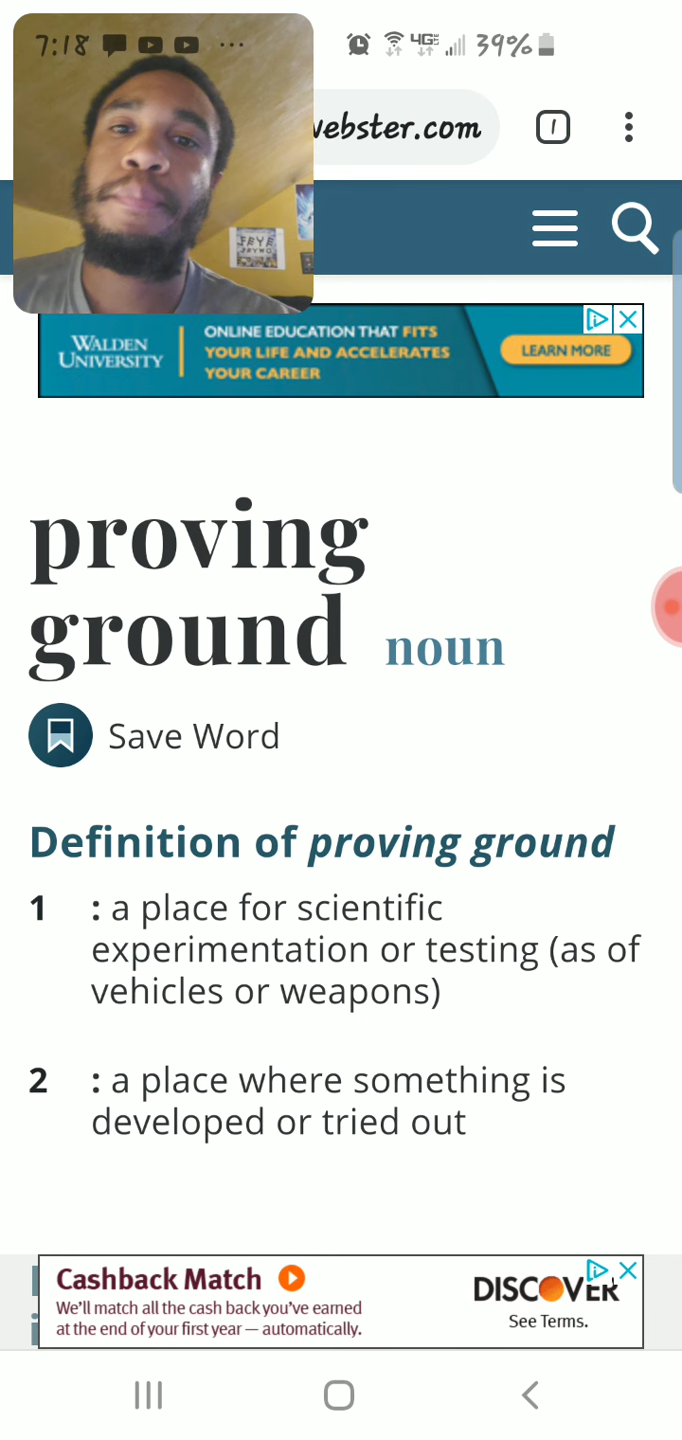 7:18
4G
39%
webster.com
WALDEN
UNIVERSITY
ONLINE EDUCATION THAT FITS
YOUR LIFE AND ACCELERATES
YOUR CAREER
LEARN MORE
proving
ground noun
Save Word
Definition of proving ground
1 : a place for scientific
experimentation or testing (as of
vehicles or weapons)
2 : a place where something is
developed or tried out
Cashback Match
We'll match all the cash back you've earned
at the end of your first year — automatically.
DISCOVER
See Terms.